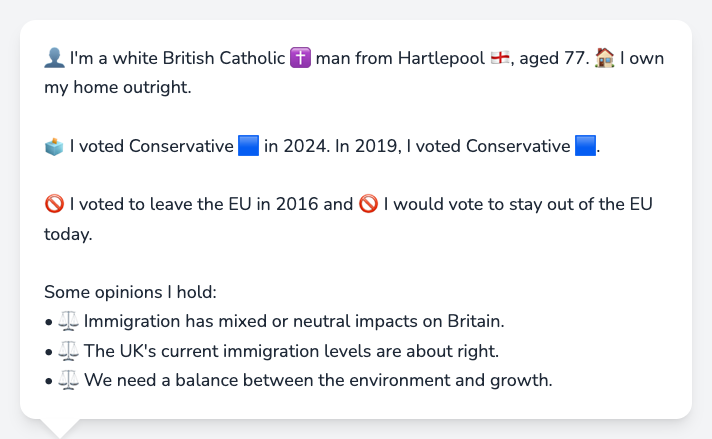 👤 I'm a white British Catholic ✝️ man from Hartlepool 🏴󠁧󠁢󠁥󠁮󠁧󠁿, aged 77. 🏠 I own
my home outright.
🗳️ I voted Conservative 🟦 in 2024. In 2019, I voted Conservative 🟦.
🚫 I voted to leave the EU in 2016 and 🚫 I would vote to stay out of the EU
today.
Some opinions I hold:
• ⚖️ Immigration has mixed or neutral impacts on Britain.
• ⚖️ The UK's current immigration levels are about right.
• ⚖️ We need a balance between the environment and growth.